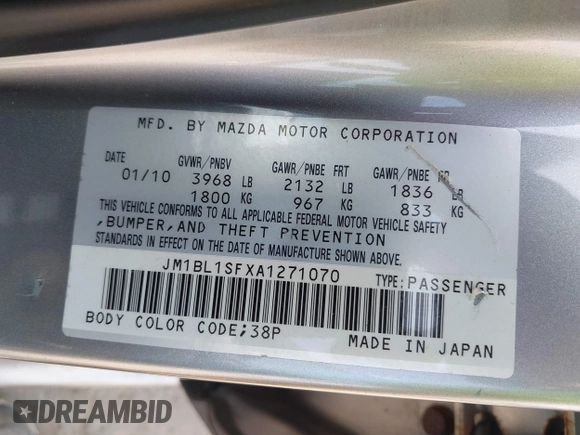 MFD. BY MAZDA MOTOR CORPORATION
DATE GVWR/PNBV GAWR/PNBE FRT GAWR/PNBE RR
01/10 3968 LB 2132 LB 1836 LB
1800 KG 967 KG 833 KG
THIS VEHICLE CONFORMS TO ALL APPLICABLE FEDERAL MOTOR VEHICLE SAFETY
,BUMPER,AND THEFT PREVENTION
STANDARDS IN EFFECT ON THE DATE OF MANUFACTURE SHOWN ABOVE.
JM1BL1SFXA1271070 TYPE:PASSENGER
BODY COLOR CODE;38P MADE IN JAPAN
DREAMBID